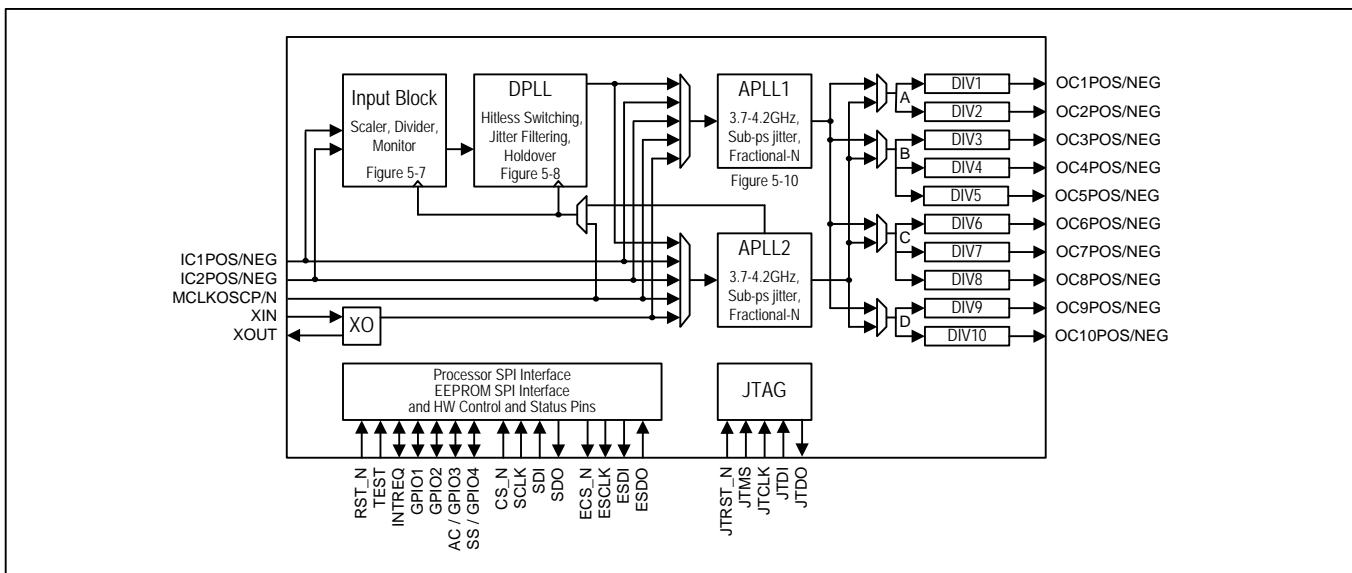 Input Block
Scaler, Divider,
Monitor
Figure 5-7
DPLL
Hitless Switching,
Jitter Filtering,
Holdover
Figure 5-8
APLL1
3.7-4.2GHz,
Sub-ps jitter,
Fractional-N
Figure 5-10
APLL2
3.7-4.2GHz,
Sub-ps jitter,
Fractional-N
A
B
C
D
DIV1
DIV2
DIV3
DIV4
DIV5
DIV6
DIV7
DIV8
DIV9
DIV10
OC1POS/NEG
OC2POS/NEG
OC3POS/NEG
OC4POS/NEG
OC5POS/NEG
OC6POS/NEG
OC7POS/NEG
OC8POS/NEG
OC9POS/NEG
OC10POS/NEG
IC1POS/NEG
IC2POS/NEG
MCLKOSCP/N
XIN
XOUT
XO
Processor SPI Interface
EEPROM SPI Interface
and HW Control and Status Pins
JTAG
RST_N
TEST
INTREQ
GPIO1
GPIO2
AC / GPIO3
SS / GPIO4
CS_N
SCLK
SDI
SDO
ECS_N
ESCLK
ESDI
ESDO
JTRST_N
JTMS
JTCLK
JTDI
JTDO